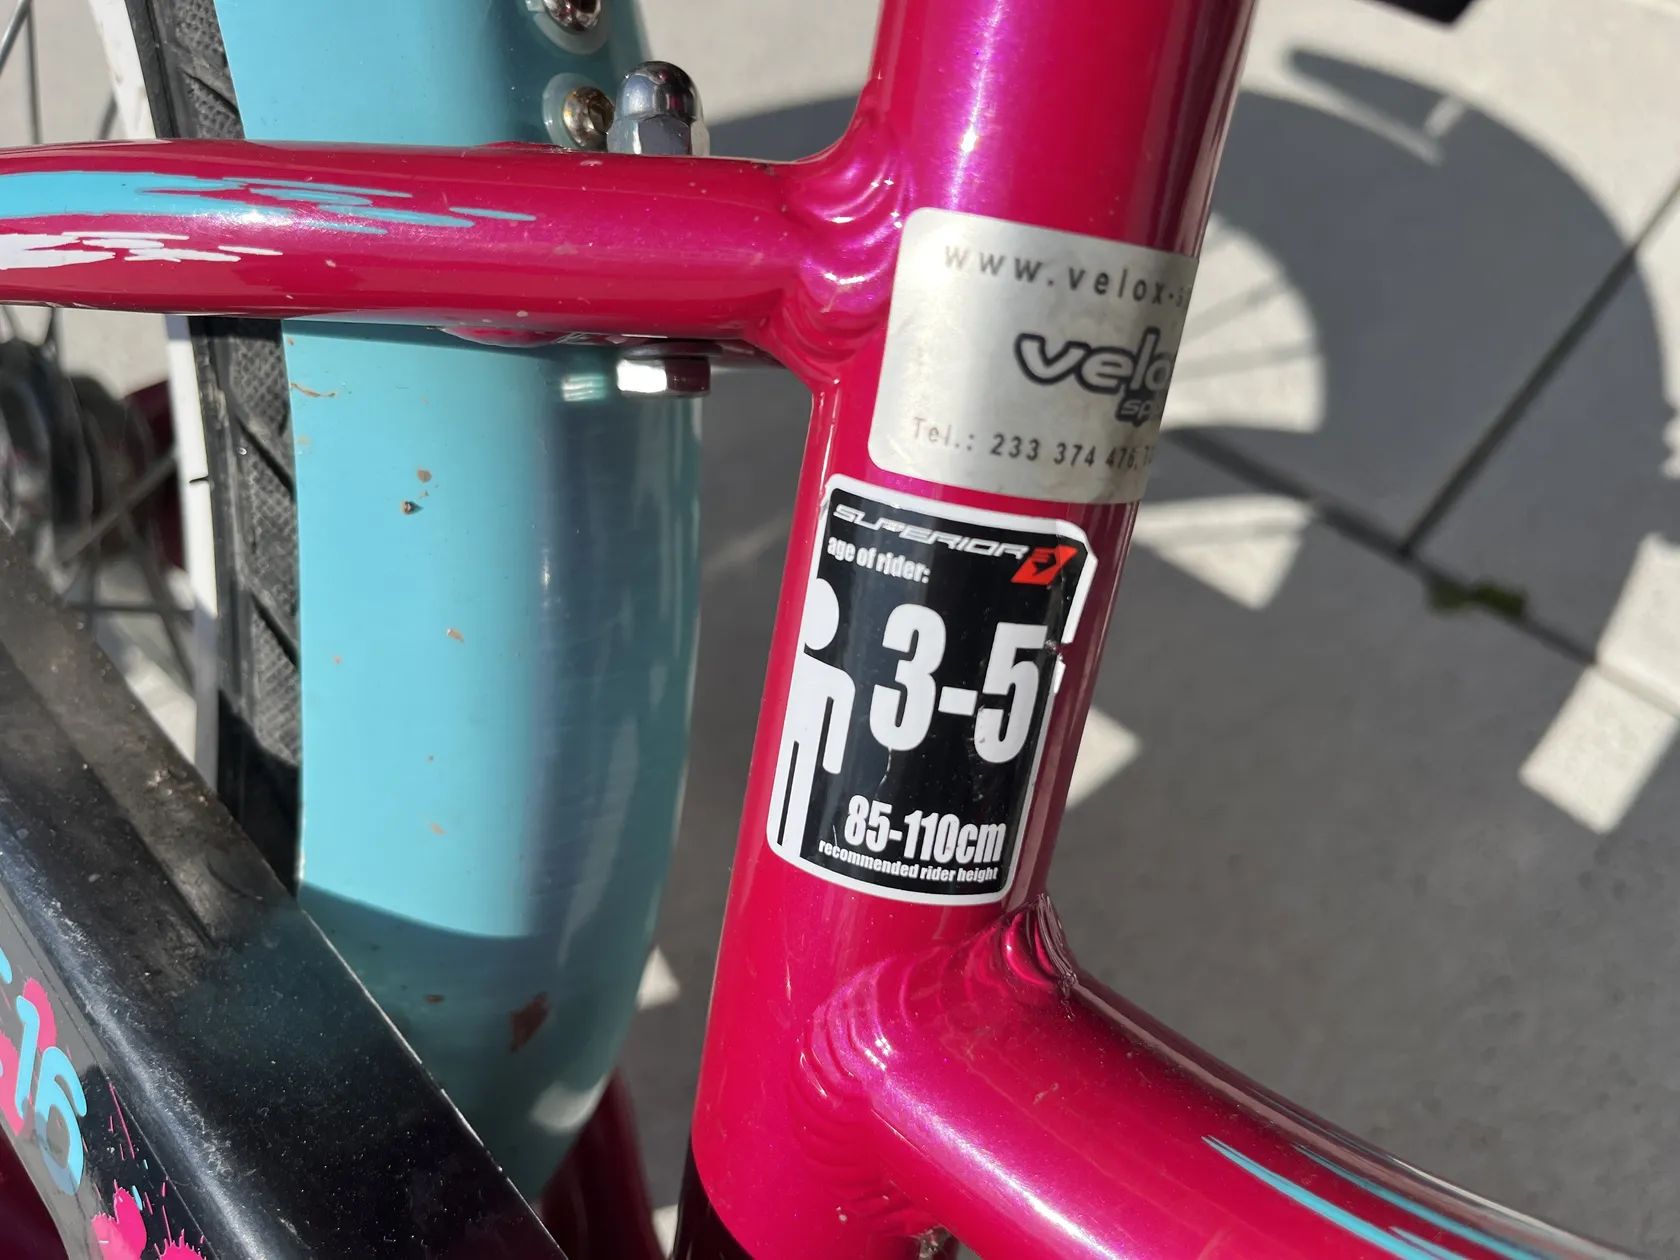 www.velox-s
velo
sp
Tel.: 233 374 476,
SUPERIOR
age of rider:
3-5
85-110cm
recommended rider height
16